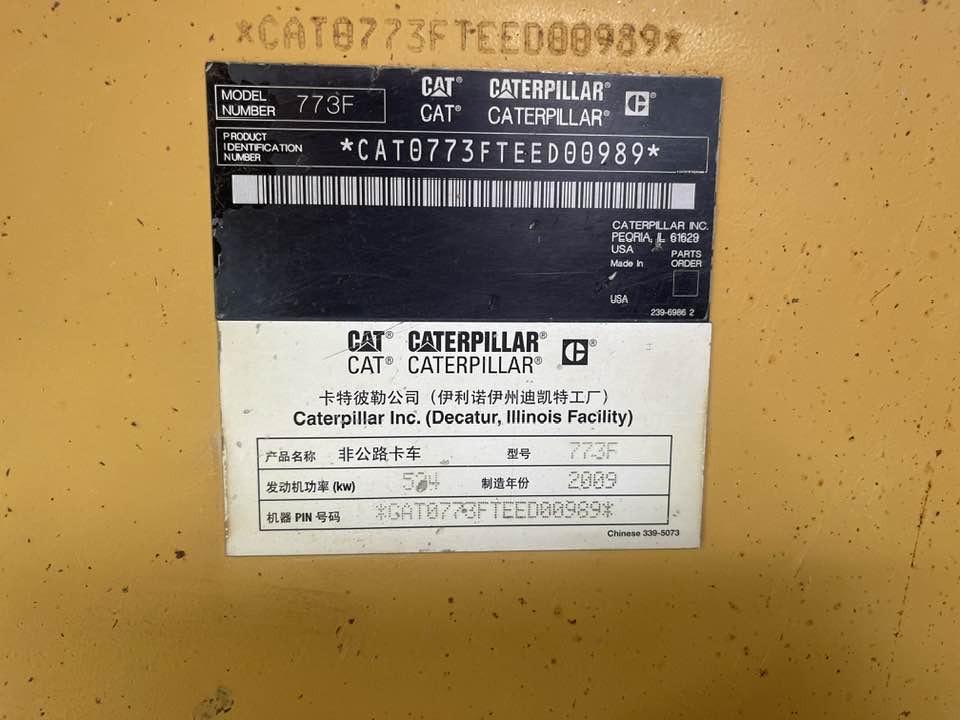 *CAT0773FTEED00989*
MODEL NUMBER 773F
CAT® CATERPILLAR®
CAT® CATERPILLAR®
PRODUCT IDENTIFICATION NUMBER *CAT0773FTEED00989*
CATERPILLAR INC.
PEORIA, IL 61629
USA PARTS
Made In ORDER
USA
239-6986 2
CAT® CATERPILLAR®
CAT® CATERPILLAR®
卡特彼勒公司（伊利诺伊州迪凯特工厂）
Caterpillar Inc. (Decatur, Illinois Facility)
产品名称 非公路卡车 型号 773F
发动机功率 (kw) 制造年份 2009
机器 PIN 号码 *CAT0773FTEED00989*
Chinese 339-5073